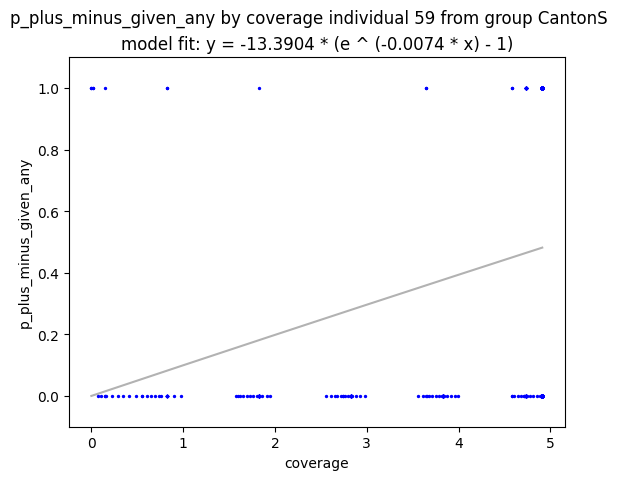 p_plus_minus_given_any by coverage individual 59 from group CantonS
model fit: y = -13.3904 * (e ^ (-0.0074 * x) - 1)
1.0
0.8
0.6
0.4
0.2
0.0
p_plus_minus_given_any
0 1 2 3 4 5
coverage